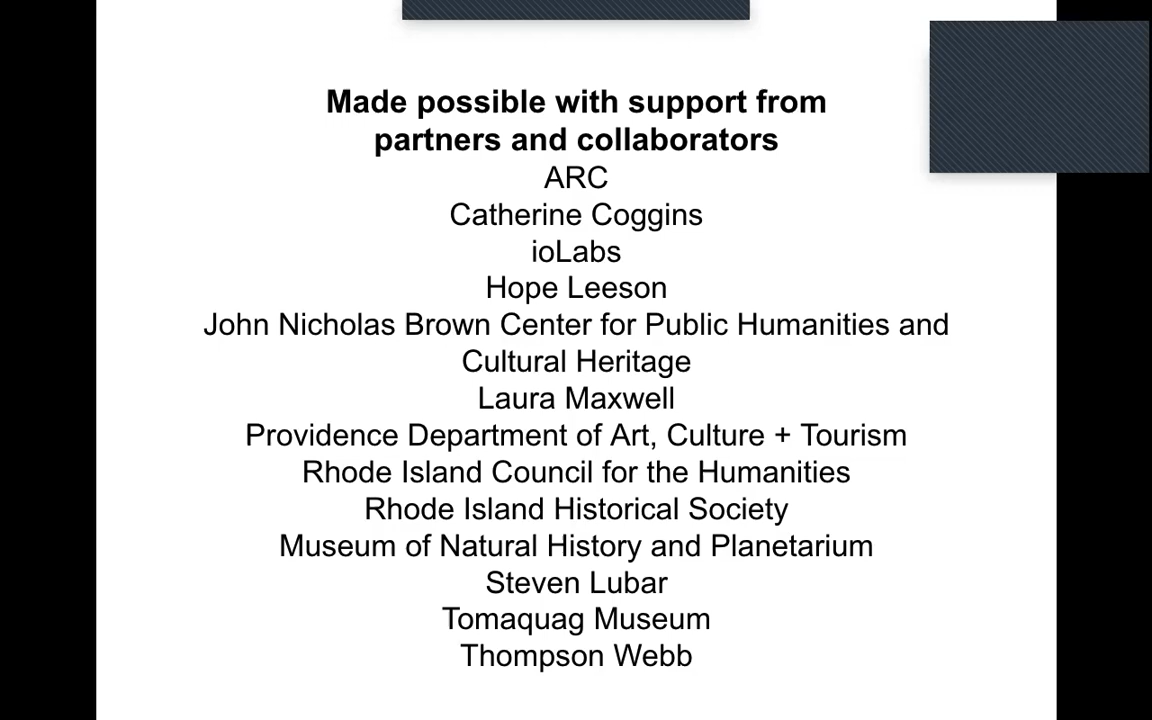 Made possible with support from
partners and collaborators
ARC
Catherine Coggins
ioLabs
Hope Leeson
John Nicholas Brown Center for Public Humanities and
Cultural Heritage
Laura Maxwell
Providence Department of Art, Culture + Tourism
Rhode Island Council for the Humanities
Rhode Island Historical Society
Museum of Natural History and Planetarium
Steven Lubar
Tomaquag Museum
Thompson Webb